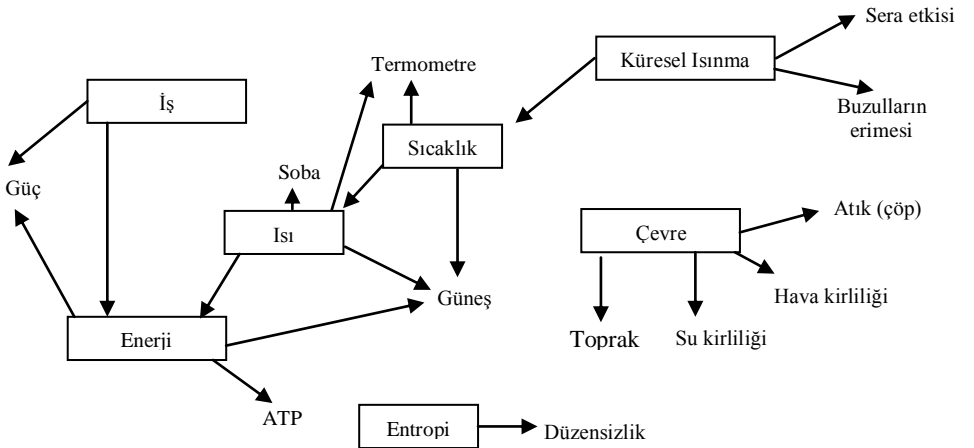 Sera etkisi
Küresel Isınma
Termometre
İş
Buzulların
erimesi
Sıcaklık
Soba
Güç
Isı
Atık (çöp)
Çevre
Güneş
Hava kirliliği
Enerji
Toprak
Su kirliliği
ATP
Entropi
Düzensizlik